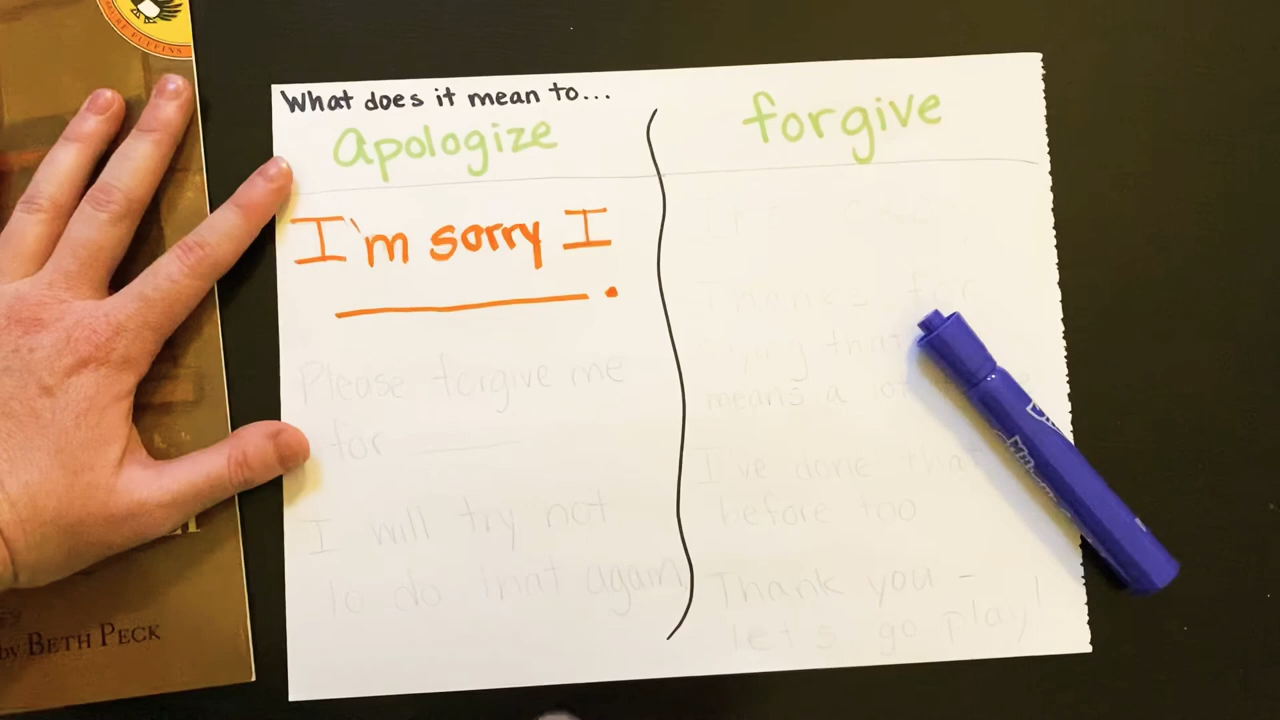 What does it mean to...
apologize
I'm sorry I
.
Please forgive me
for
I will try not
to do that again
forgive
Thanks for
saying that
means a lot
I've done that
before too
Thank you -
let's go play!
by BETH PECK